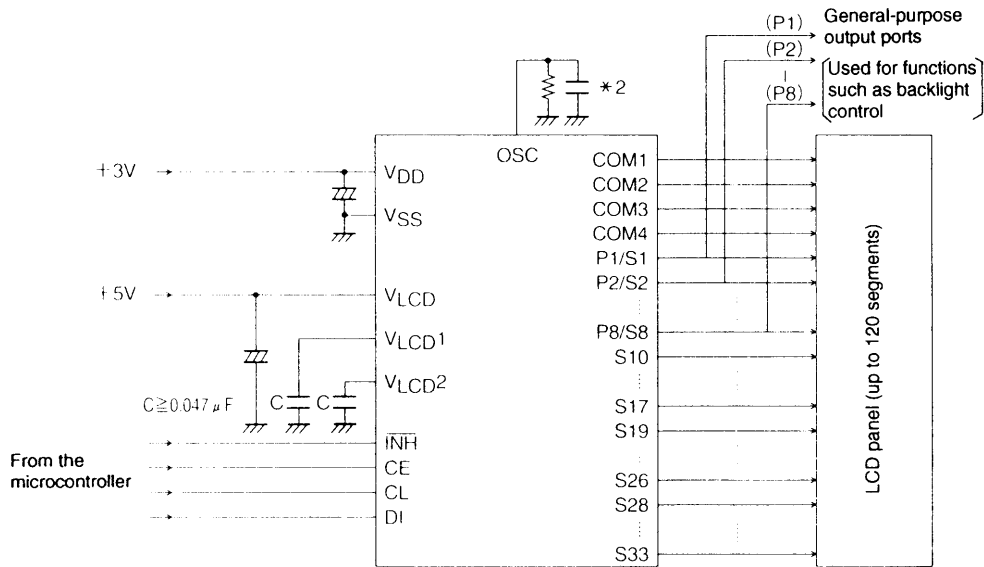 (P1)
General-purpose
output ports
(P2)
(P8)
Used for functions
such as backlight
control
*2
OSC
+3V
VDD
VSS
+5V
VLCD
VLCD1
VLCD2
C≧0.047μF
C
C
From the
microcontroller
INH
CE
CL
DI
COM1
COM2
COM3
COM4
P1/S1
P2/S2
P8/S8
S10
S17
S19
S26
S28
S33
LCD panel (up to 120 segments)